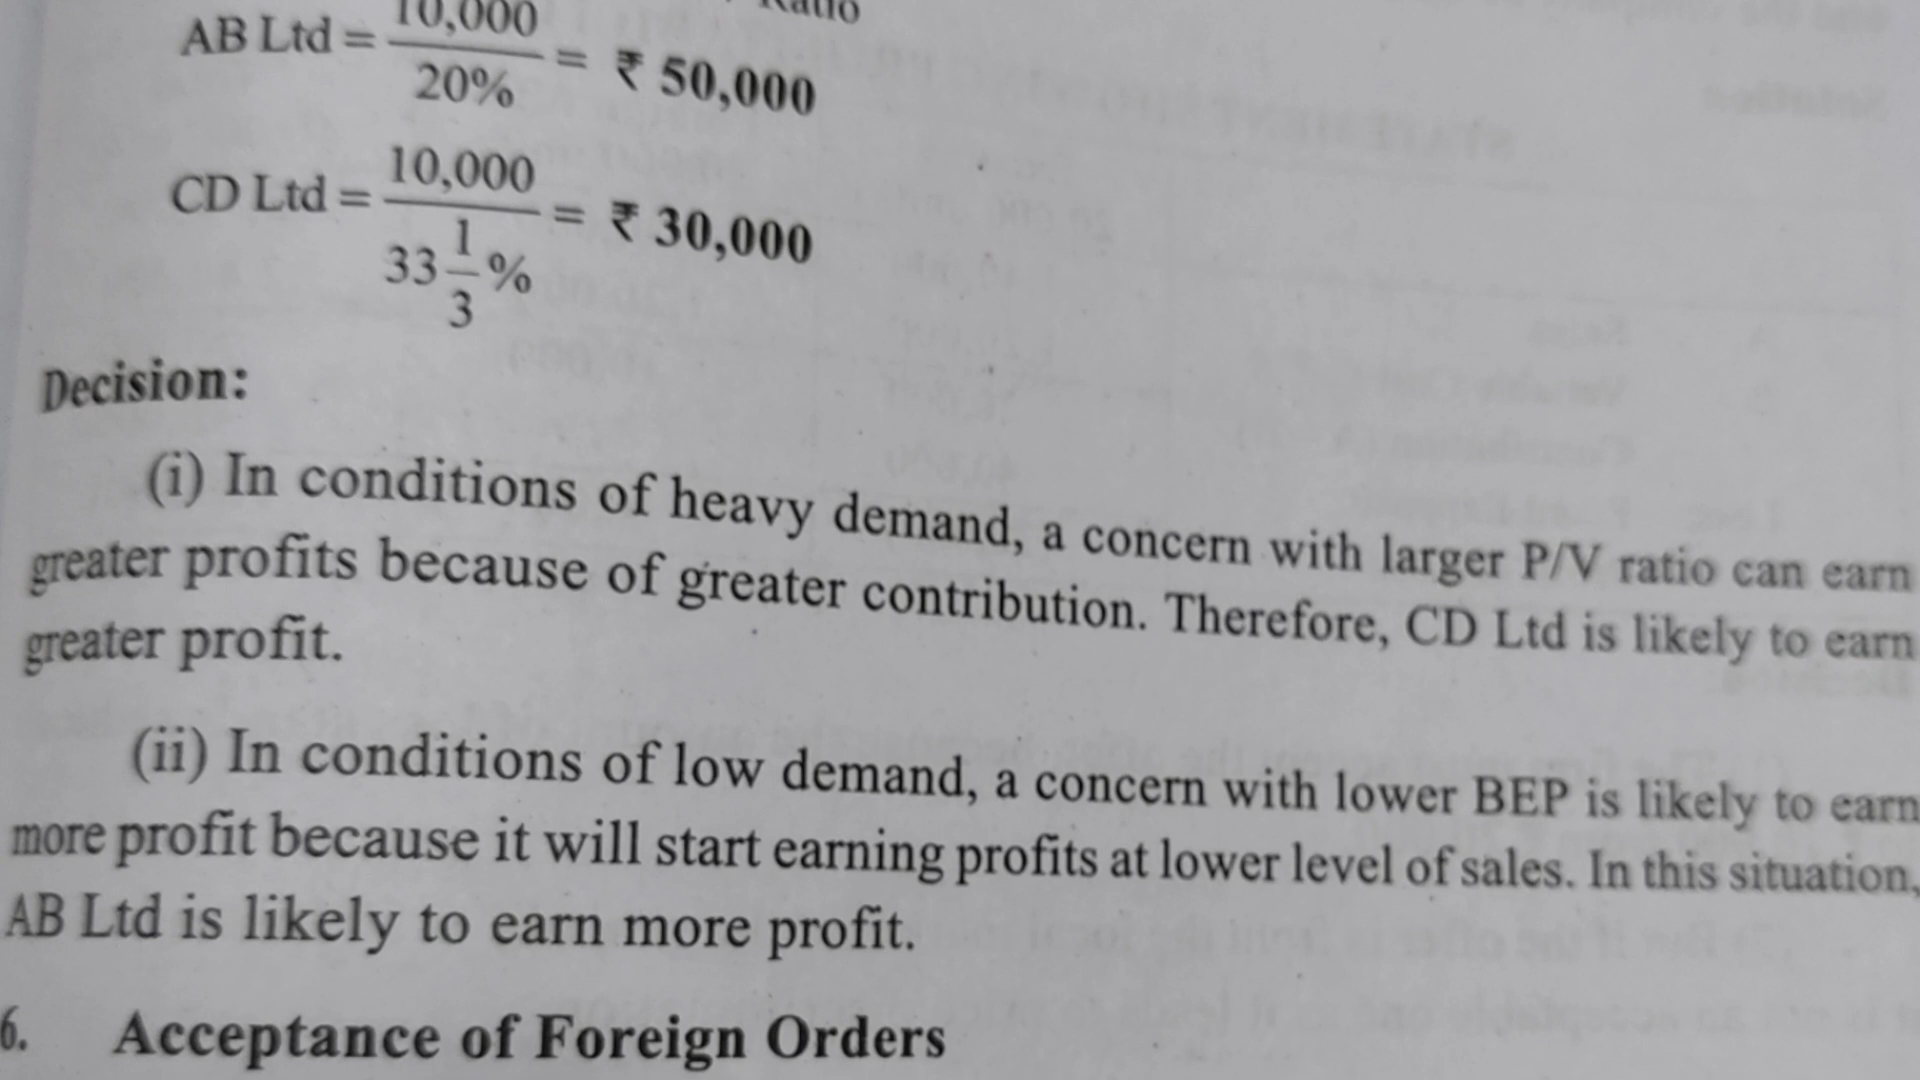 Ratio
AB Ltd = 10,000 / 20% = ₹ 50,000
CD Ltd = 10,000 / 33 1/3 % = ₹ 30,000
Decision:
(i) In conditions of heavy demand, a concern with larger P/V ratio can earn
greater profits because of greater contribution. Therefore, CD Ltd is likely to earn
greater profit.
(ii) In conditions of low demand, a concern with lower BEP is likely to earn
more profit because it will start earning profits at lower level of sales. In this situation,
AB Ltd is likely to earn more profit.
6. Acceptance of Foreign Orders